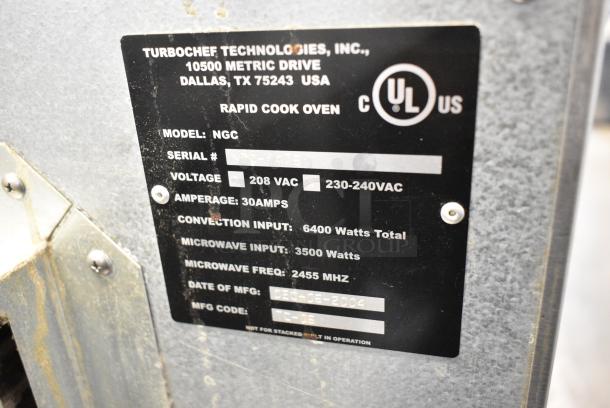 TURBOCHEF TECHNOLOGIES, INC.,
10500 METRIC DRIVE
DALLAS, TX 75243 USA
C UL US
RAPID COOK OVEN
MODEL: NGC
SERIAL #
VOLTAGE 208 VAC 230-240VAC
AMPERAGE: 30AMPS
CONVECTION INPUT: 6400 Watts Total
MICROWAVE INPUT: 3500 Watts
MICROWAVE FREQ: 2455 MHZ
DATE OF MFG:
MFG CODE:
NOT FOR STACKED BUILT IN OPERATION